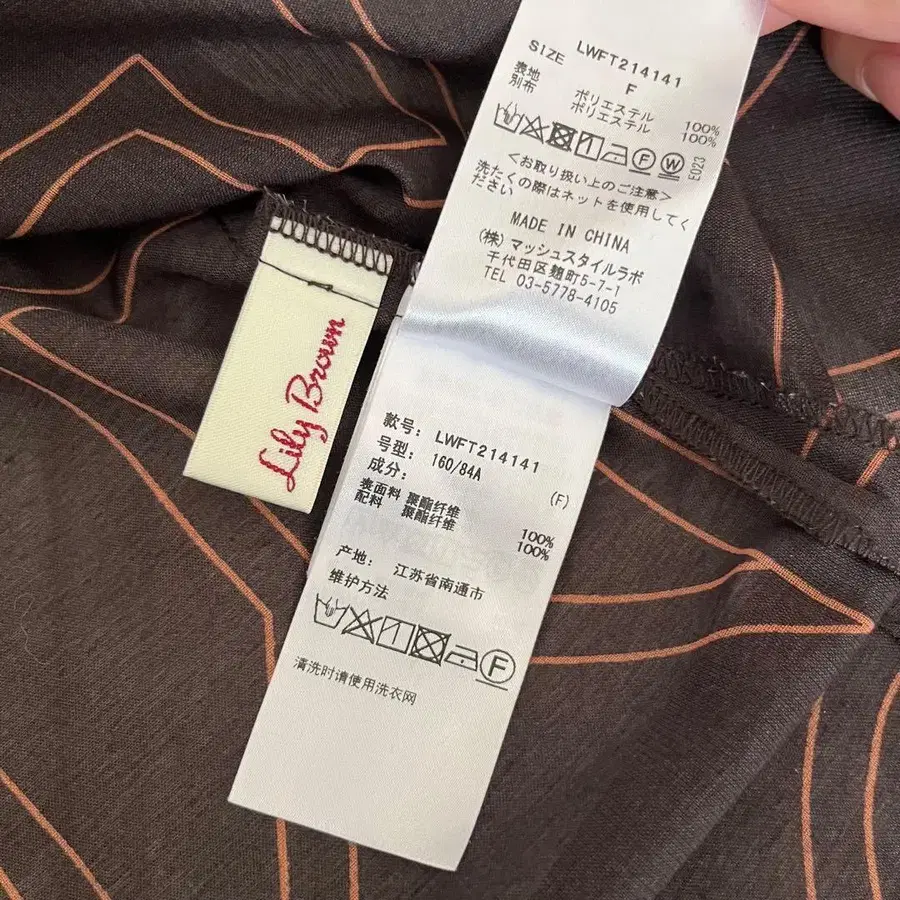 LWFT214141
SIZE F
表地 ポリエステル 100%
別布 ポリエステル 100%
F
W
E023
<お取り扱い上のご注意>
洗たくの際はネットを使用してく
ださい
MADE IN CHINA
(株)マッシュスタイルラボ
千代田区麹町5-7-1
TEL 03-5778-4105
Lily Brown
款号: LWFT214141
号型: 160/84A (F)
成分:
表面料 聚酯纤维 100%
配料 聚酯纤维 100%
产地: 江苏省南通市
维护方法
F
清洗时请使用洗衣网